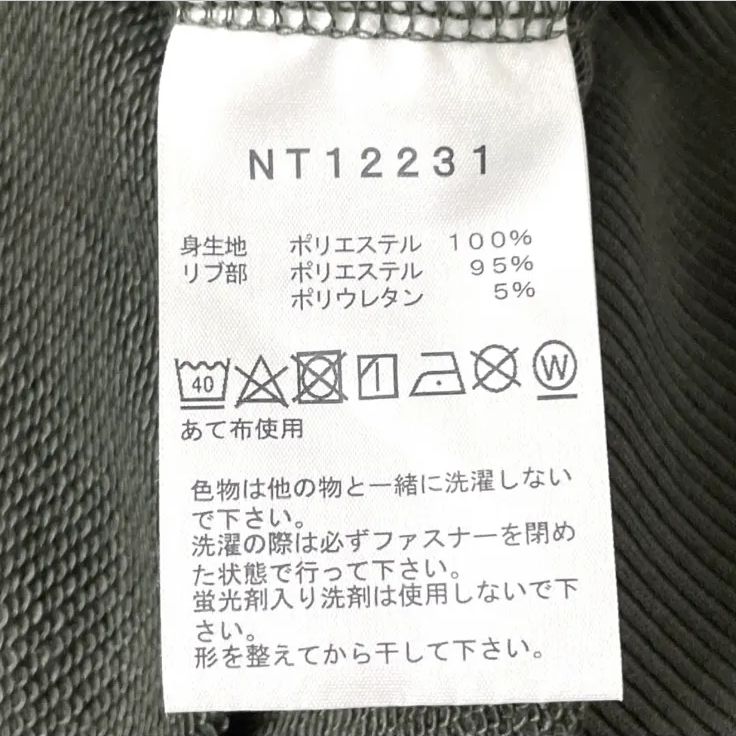 NT12231
身生地 ポリエステル 100%
リブ部 ポリエステル 95%
ポリウレタン 5%
40 W
あて布使用
色物は他の物と一緒に洗濯しない
で下さい。
洗濯の際は必ずファスナーを閉め
た状態で行って下さい。
蛍光剤入り洗剤は使用しないで下
さい。
形を整えてから干して下さい。